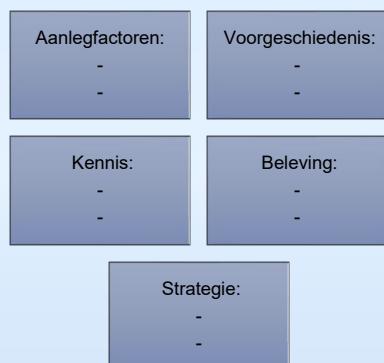 Aanlegfactoren:
-
-
Voorgeschiedenis:
-
-
Kennis:
-
-
Beleving:
-
-
Strategie:
-
-